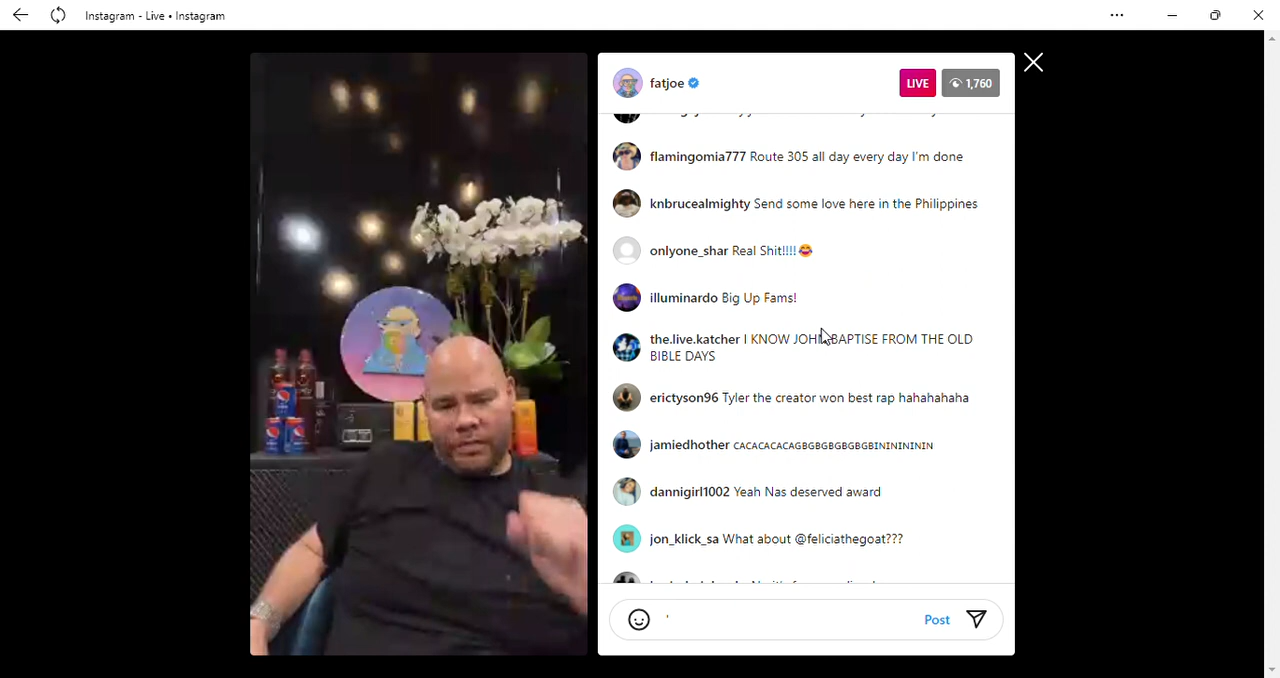 Instagram - Live • Instagram
fatjoe
LIVE
1,760
flamingomia777 Route 305 all day every day I'm done
knbrucealmighty Send some love here in the Philippines
onlyone_shar Real Shit!!!!😂
illuminardo Big Up Fams!
the.live.katcher I KNOW JOHN BAPTISE FROM THE OLD
BIBLE DAYS
erictyson96 Tyler the creator won best rap hahahahaha
jamiedhother CACACACACAGBGBGBGBGBGBININININ
dannigirl1002 Yeah Nas deserved award
jon_klick_sa What about @feliciathegoat???
'
Post